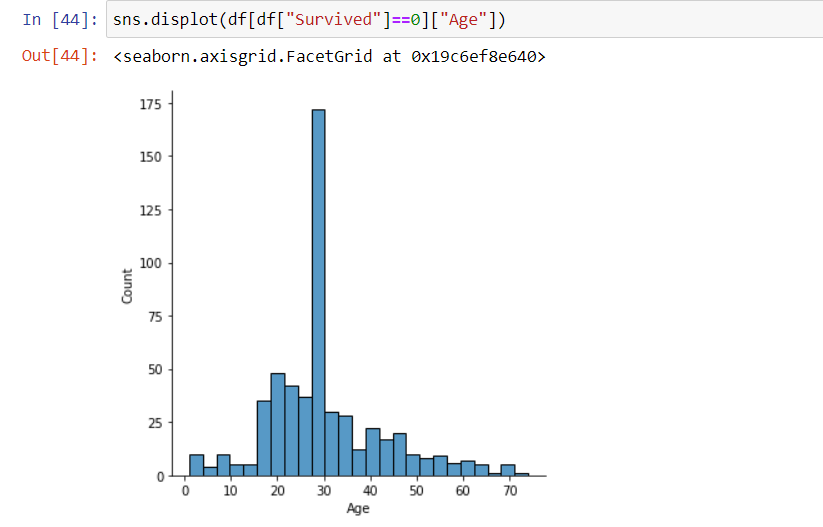 In [44]: sns.displot(df[df["Survived"]==0]["Age"])
Out[44]: <seaborn.axisgrid.FacetGrid at 0x19c6ef8e640>
175
150
125
100
75
50
25
0
Count
0 10 20 30 40 50 60 70
Age